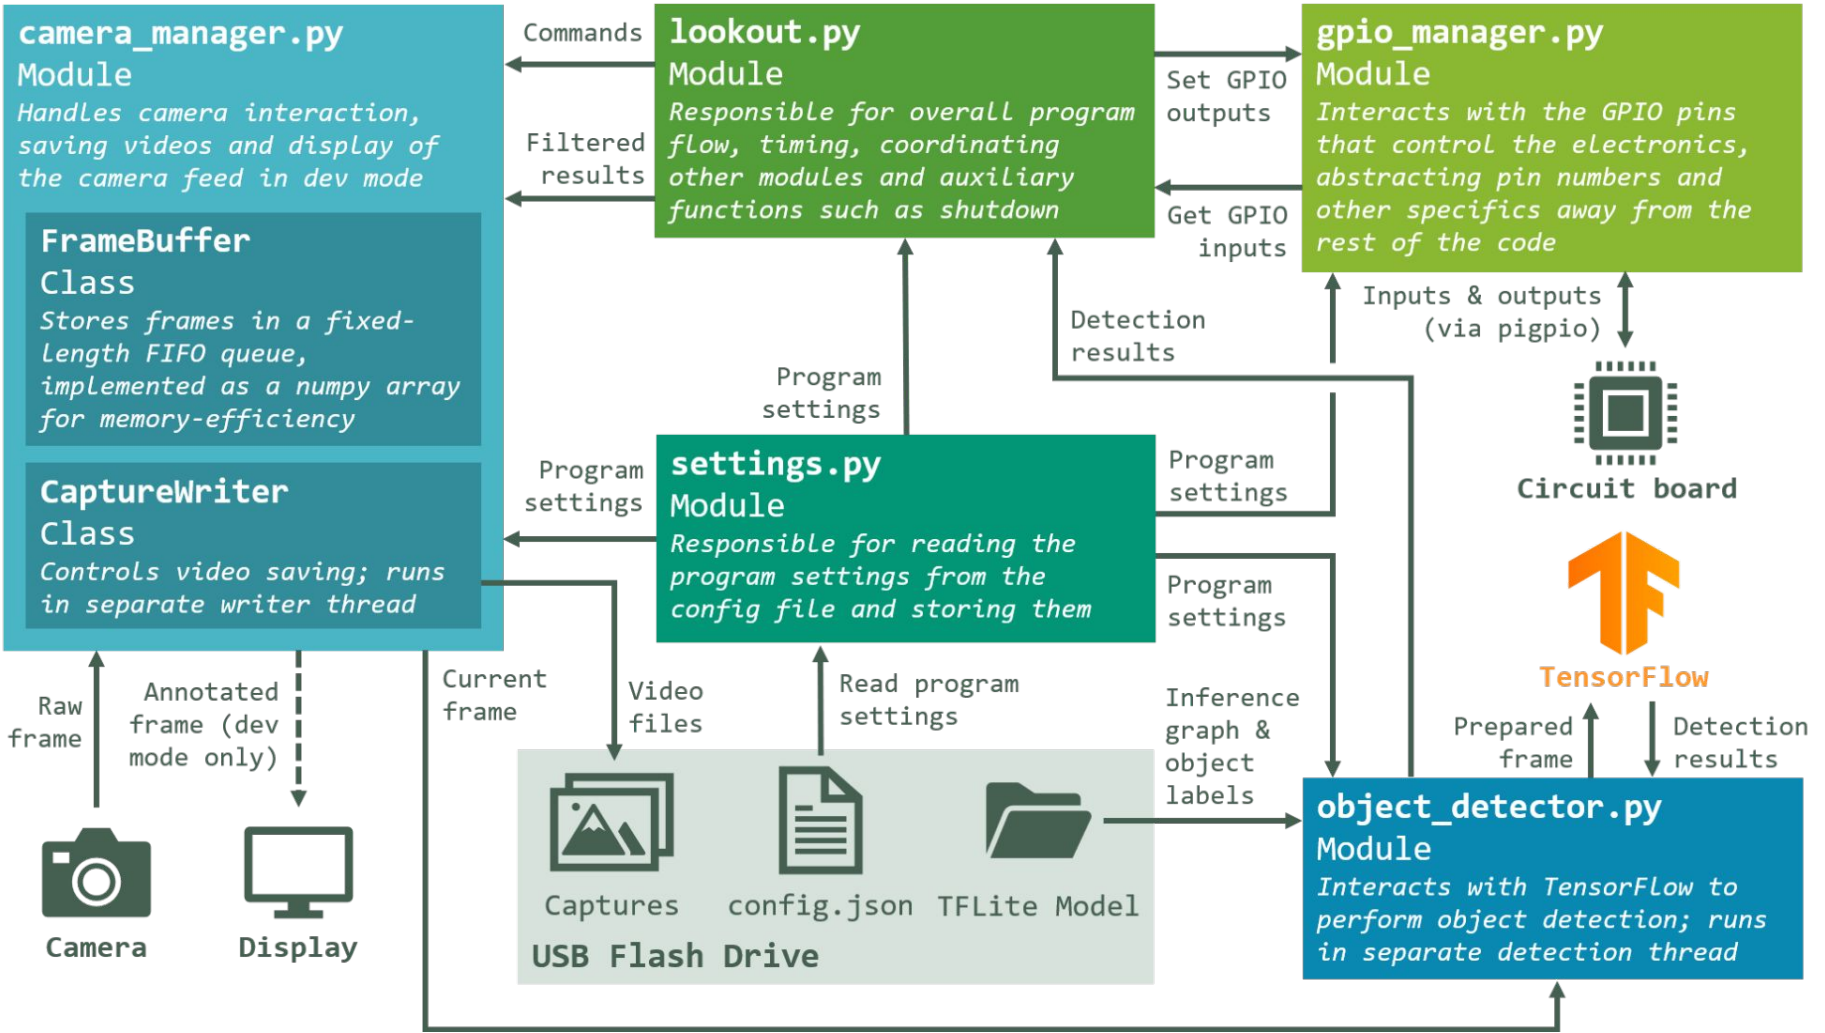 camera_manager.py
Module
Handles camera interaction,
saving videos and display of
the camera feed in dev mode
FrameBuffer
Class
Stores frames in a fixed-
length FIFO queue,
implemented as a numpy array
for memory-efficiency
CaptureWriter
Class
Controls video saving; runs
in separate writer thread
Commands
Filtered
results
lookout.py
Module
Responsible for overall program
flow, timing, coordinating
other modules and auxiliary
functions such as shutdown
Set GPIO
outputs
Get GPIO
inputs
gpio_manager.py
Module
Interacts with the GPIO pins
that control the electronics,
abstracting pin numbers and
other specifics away from the
rest of the code
Inputs & outputs
(via pigpio)
Circuit board
Detection
results
Program
settings
Program
settings
settings.py
Module
Responsible for reading the
program settings from the
config file and storing them
Program
settings
Program
settings
TensorFlow
Prepared
frame
Detection
results
Raw
frame
Annotated
frame (dev
mode only)
Current
frame
Video
files
Read program
settings
Inference
graph &
object
labels
Camera
Display
Captures
config.json
TFLite Model
USB Flash Drive
object_detector.py
Module
Interacts with TensorFlow to
perform object detection; runs
in separate detection thread